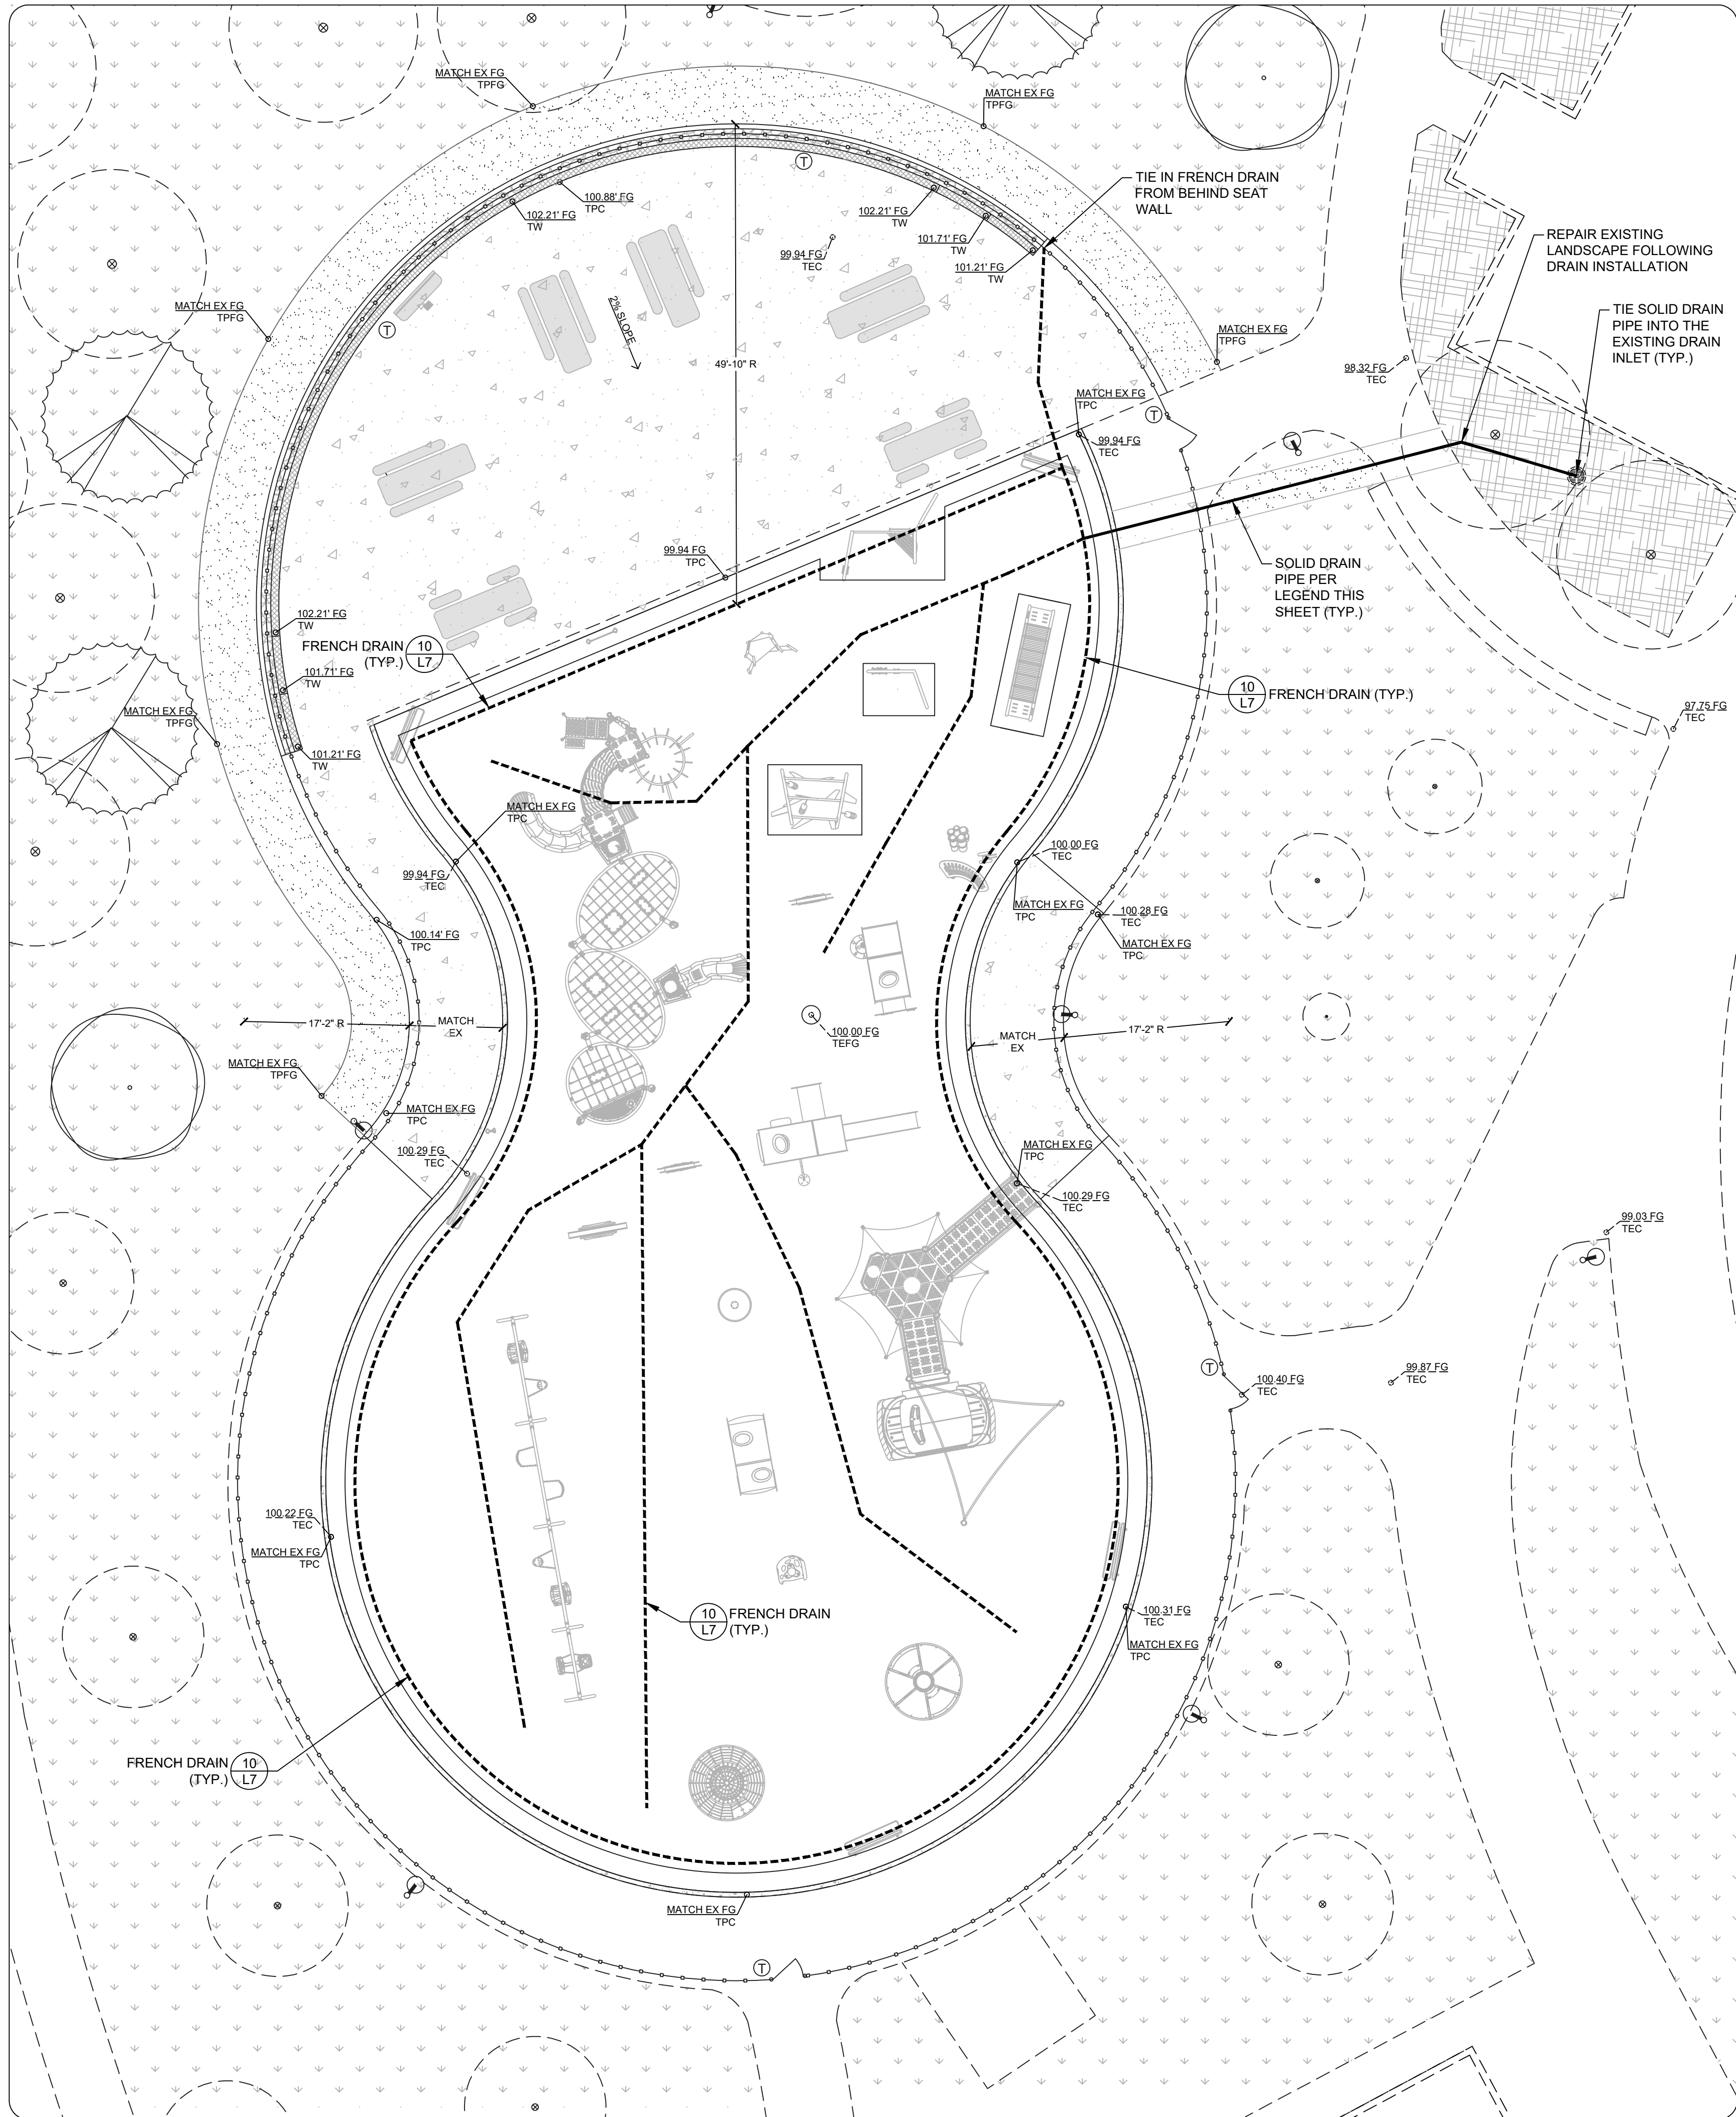 MATCH EX FG
TPFG
MATCH EX FG
TPFG
TIE IN FRENCH DRAIN
FROM BEHIND SEAT
WALL
100.88' FG
TPC
102.21' FG
TW
102.21' FG
TW
101.71' FG
TW
99.94 FG
TEC
101.21' FG
TW
REPAIR EXISTING
LANDSCAPE FOLLOWING
DRAIN INSTALLATION
MATCH EX FG
TPFG
2% SLOPE
TIE SOLID DRAIN
PIPE INTO THE
EXISTING DRAIN
INLET (TYP.)
MATCH EX FG
TPFG
49'-10" R
98.32 FG
TEC
MATCH EX FG
TPC
99.94 FG
TEC
T
T
T
99.94 FG
TPC
SOLID DRAIN
PIPE PER
LEGEND THIS
SHEET (TYP.)
102.21' FG
TW
FRENCH DRAIN
(TYP.)
10
L7
101.71' FG
TW
10
L7
FRENCH DRAIN (TYP.)
MATCH EX FG
TPFG
97.75 FG
TEC
101.21' FG
TW
MATCH EX FG
TPC
99.94 FG
TEC
100.00 FG
TEC
MATCH EX FG
TPC
100.28 FG
TEC
MATCH EX FG
TPC
100.14' FG
TPC
17'-2" R
MATCH
EX
100.00 FG
TEFG
MATCH
EX
17'-2" R
MATCH EX FG
TPFG
MATCH EX FG
TPC
100.29 FG
TEC
MATCH EX FG
TPC
100.29 FG
TEC
99.03 FG
TEC
T
100.40 FG
TEC
99.87 FG
TEC
100.22 FG
TEC
MATCH EX FG
TPC
10
L7
FRENCH DRAIN
(TYP.)
100.31 FG
TEC
MATCH EX FG
TPC
FRENCH DRAIN
(TYP.)
10
L7
MATCH EX FG
TPC
T